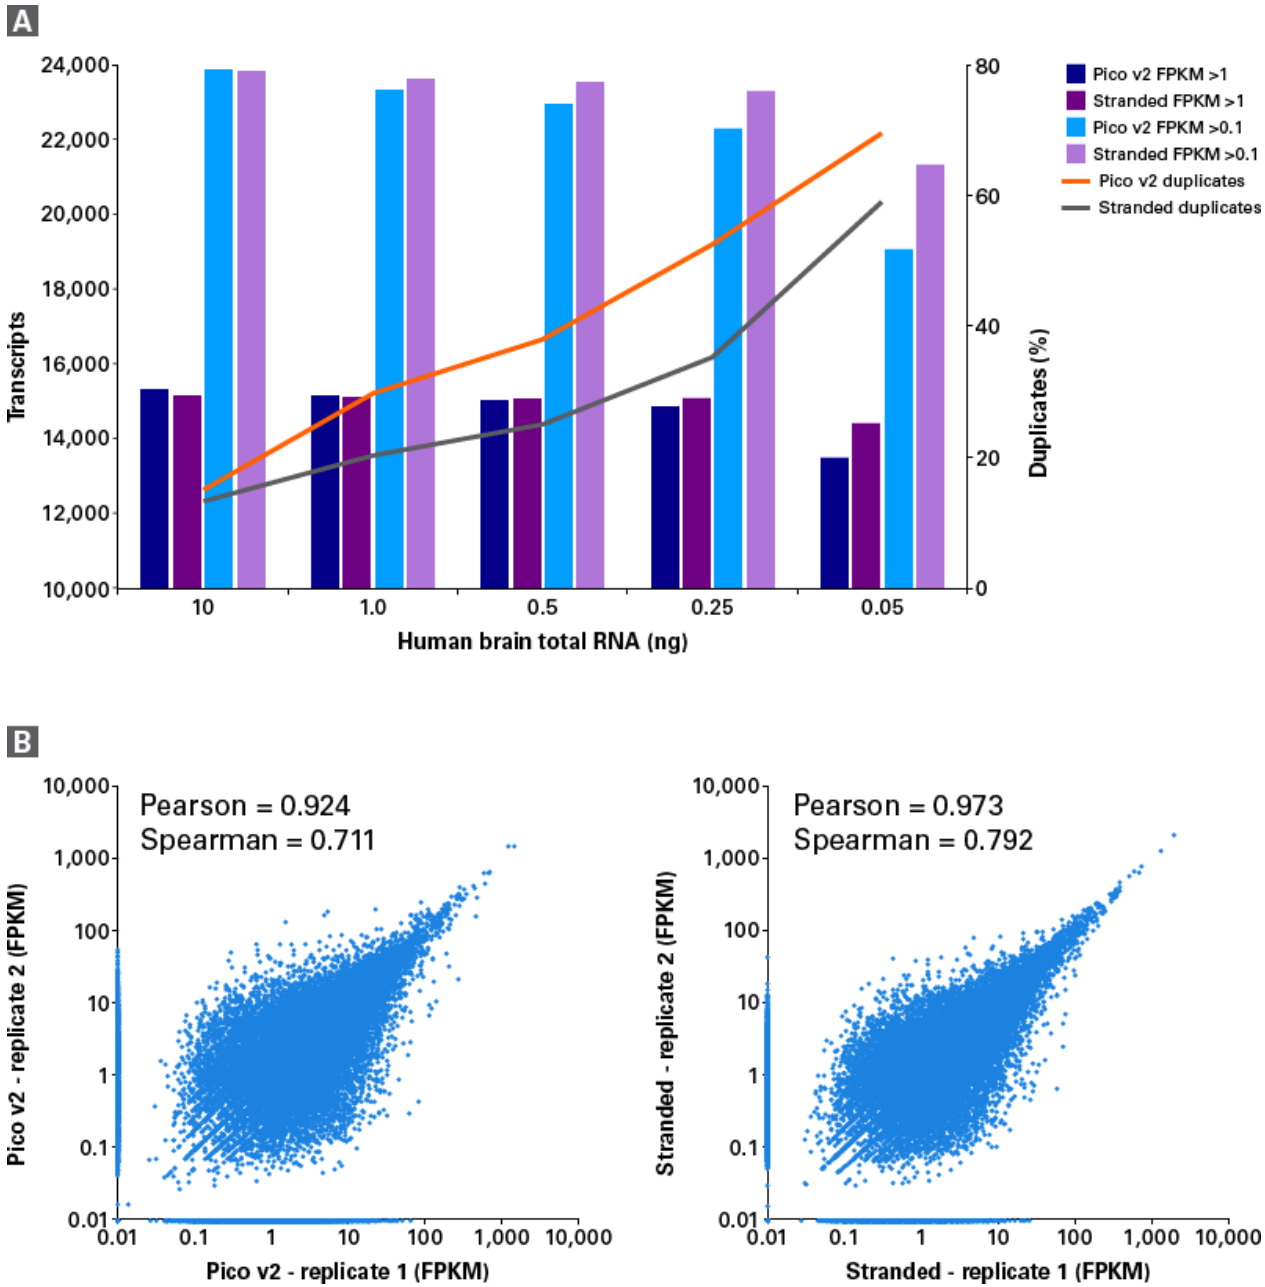 A
24,000
22,000
20,000
18,000
16,000
14,000
12,000
10,000
Transcripts
80
60
40
20
0
Duplicates (%)
10 1.0 0.5 0.25 0.05
Human brain total RNA (ng)
Pico v2 FPKM >1
Stranded FPKM >1
Pico v2 FPKM >0.1
Stranded FPKM >0.1
Pico v2 duplicates
Stranded duplicates
B
Pearson = 0.924
Spearman = 0.711
10,000
1,000
100
10
1
0.1
0.01
Pico v2 - replicate 2 (FPKM)
0.01 0.1 1 10 100 1,000 10,000
Pico v2 - replicate 1 (FPKM)
Pearson = 0.973
Spearman = 0.792
10,000
1,000
100
10
1
0.1
0.01
Stranded - replicate 2 (FPKM)
0.01 0.1 1 10 100 1,000 10,000
Stranded - replicate 1 (FPKM)